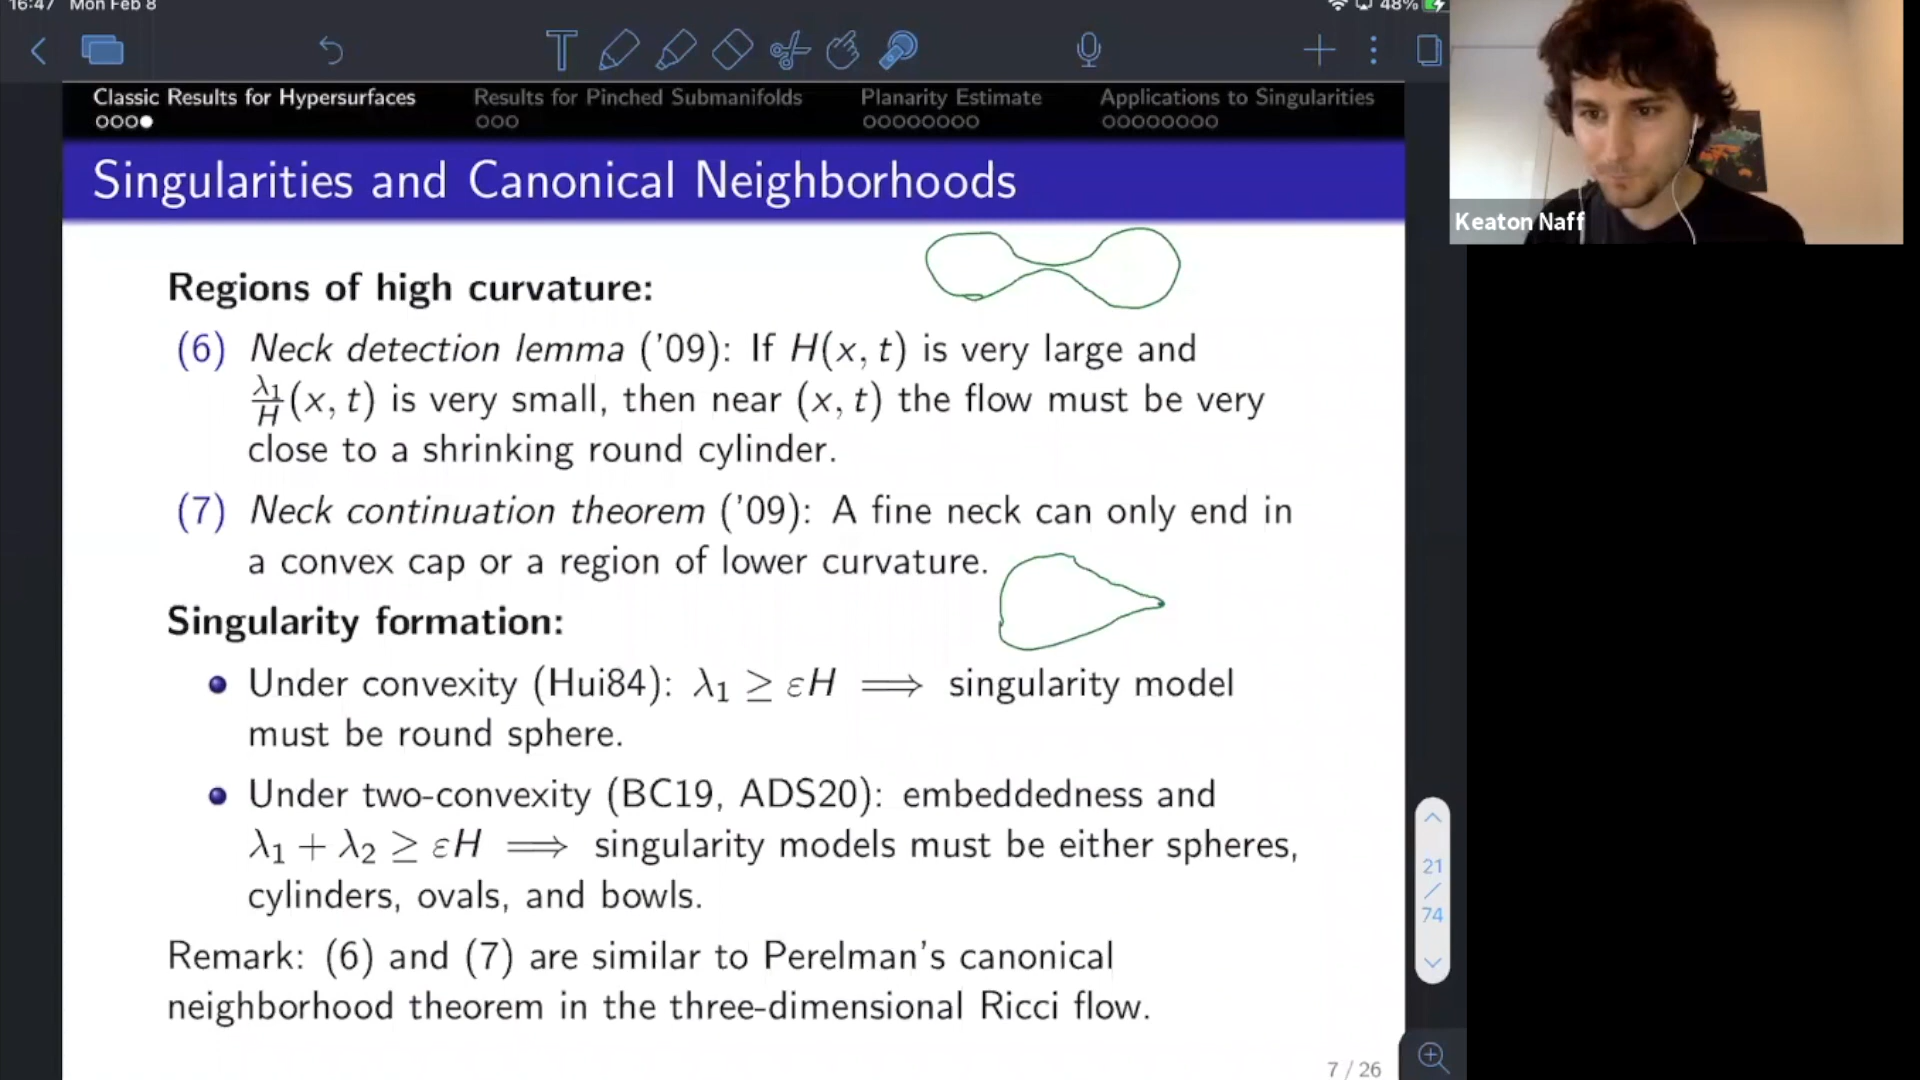 16:47 Mon Feb 8
48%
Classic Results for Hypersurfaces Results for Pinched Submanifolds Planarity Estimate Applications to Singularities
Singularities and Canonical Neighborhoods
Keaton Naff
Regions of high curvature:
(6) Neck detection lemma ('09): If H(x, t) is very large and
λ₁/H (x, t) is very small, then near (x, t) the flow must be very
close to a shrinking round cylinder.
(7) Neck continuation theorem ('09): A fine neck can only end in
a convex cap or a region of lower curvature.
Singularity formation:
• Under convexity (Hui84): λ₁ ≥ εH ⟹ singularity model
must be round sphere.
• Under two-convexity (BC19, ADS20): embeddedness and
λ₁ + λ₂ ≥ εH ⟹ singularity models must be either spheres,
cylinders, ovals, and bowls.
Remark: (6) and (7) are similar to Perelman's canonical
neighborhood theorem in the three-dimensional Ricci flow.
21
/
74
7 / 26